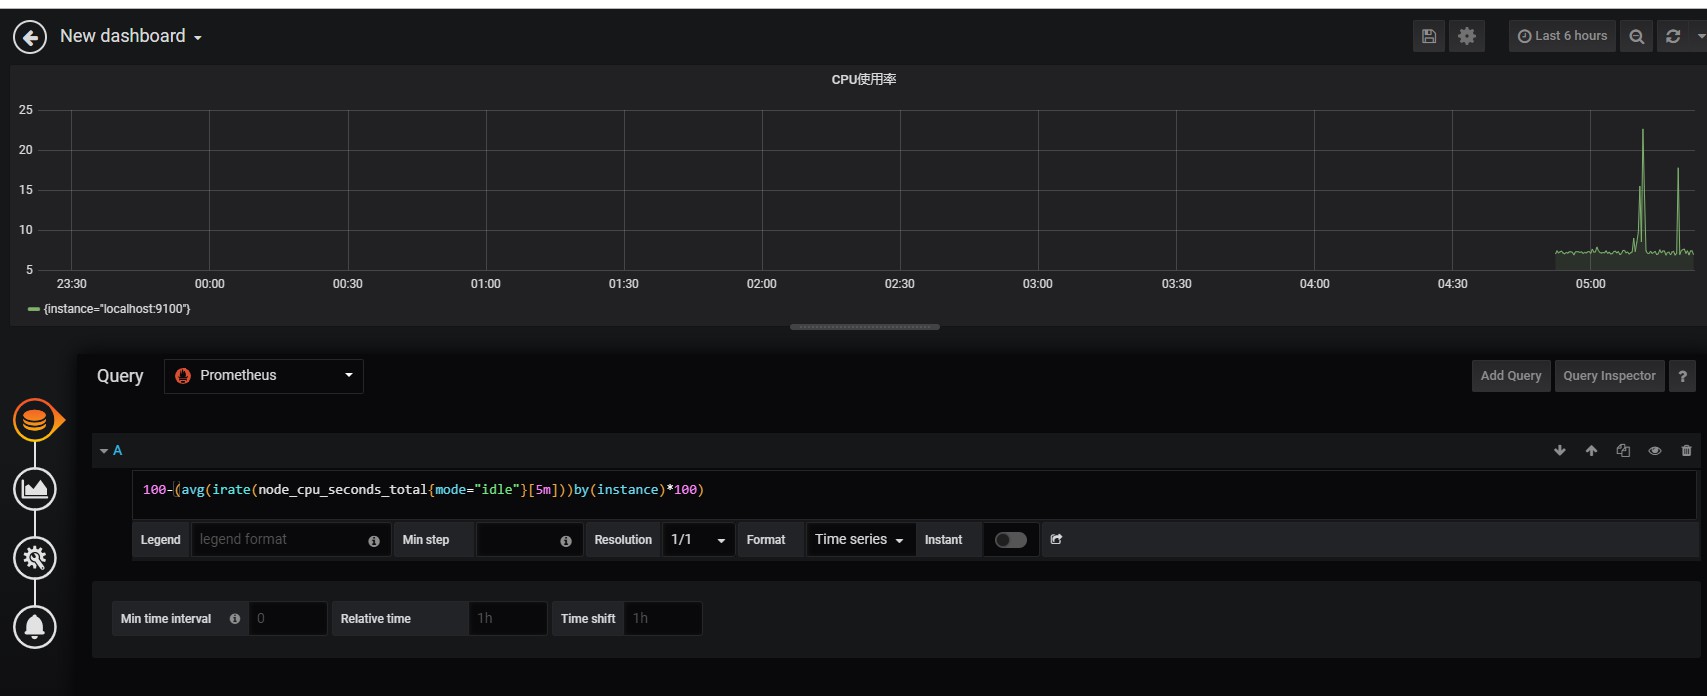 New dashboard
Last 6 hours
CPU使用率
25
20
15
10
5
23:30 00:00 00:30 01:00 01:30 02:00 02:30 03:00 03:30 04:00 04:30 05:00
{instance="localhost:9100"}
Query Prometheus Add Query Query Inspector ?
A
100-(avg(irate(node_cpu_seconds_total{mode="idle"}[5m]))by(instance)*100)
Legend legend format Min step Resolution 1/1 Format Time series Instant
Min time interval 0 Relative time 1h Time shift 1h